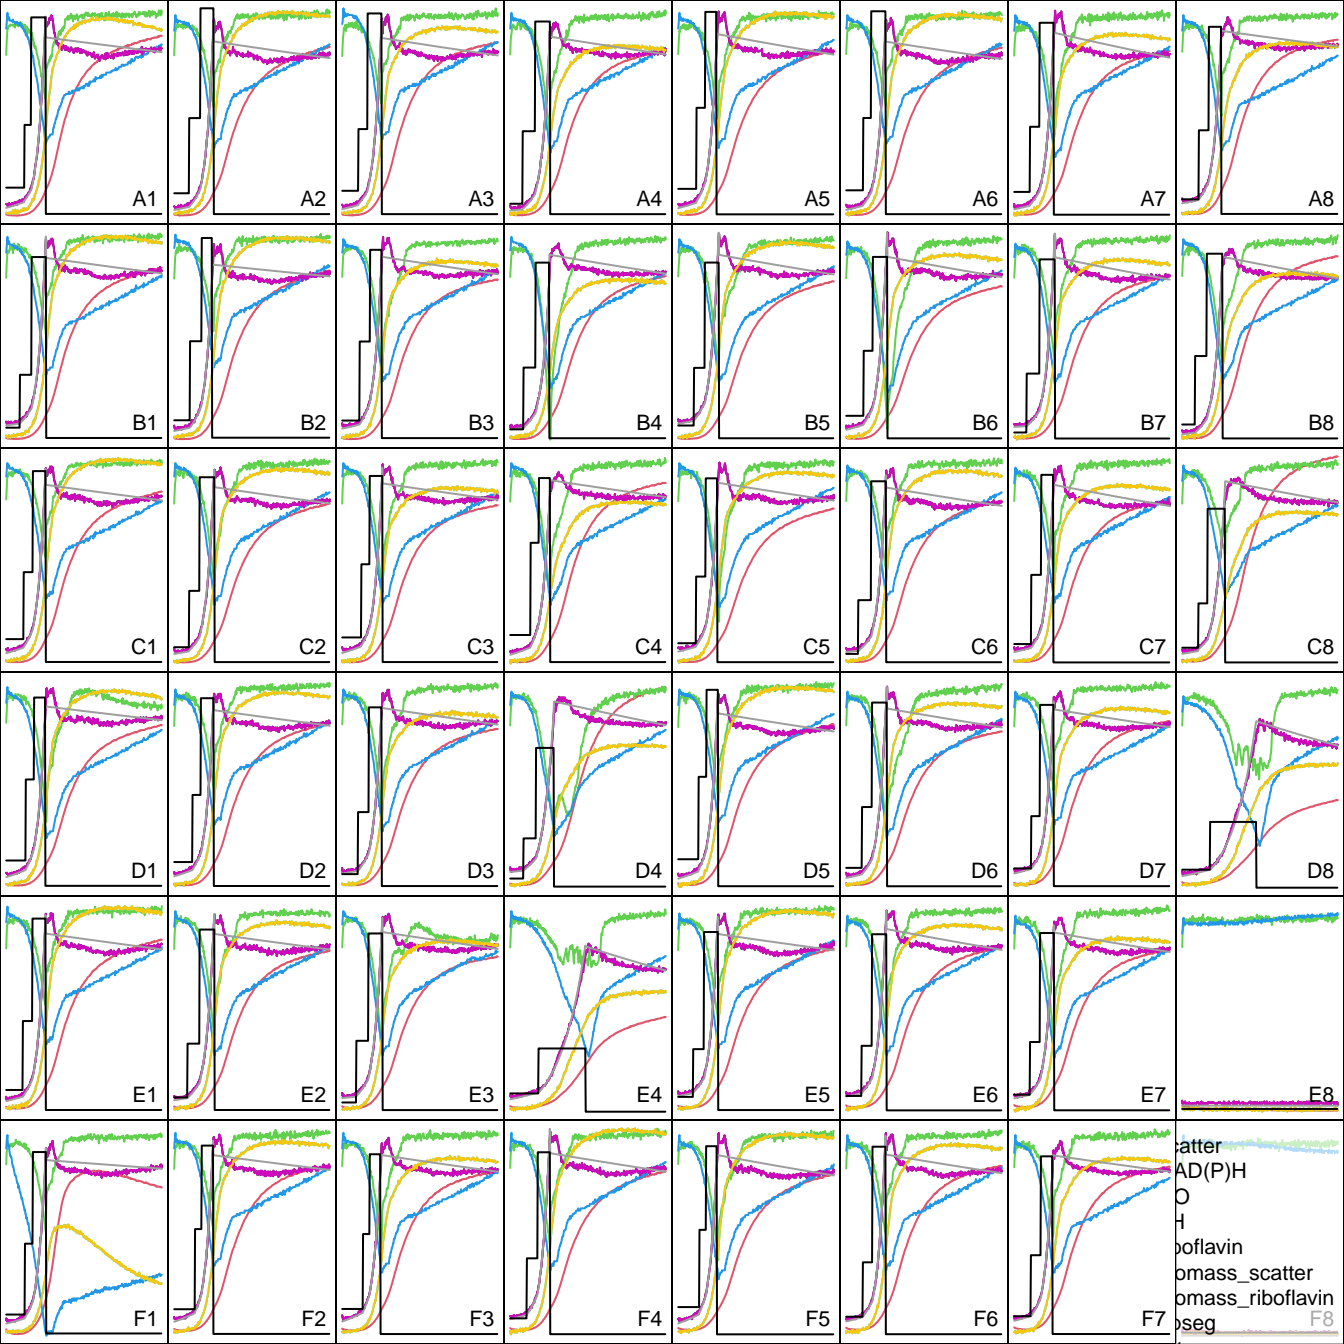 A1 A2 A3 A4 A5 A6 A7 A8
B1 B2 B3 B4 B5 B6 B7 B8
C1 C2 C3 C4 C5 C6 C7 C8
D1 D2 D3 D4 D5 D6 D7 D8
E1 E2 E3 E4 E5 E6 E7 E8
catter
AD(P)H
O
H
boflavin
omass_scatter
omass_riboflavin
oseg
F1 F2 F3 F4 F5 F6 F7 F8